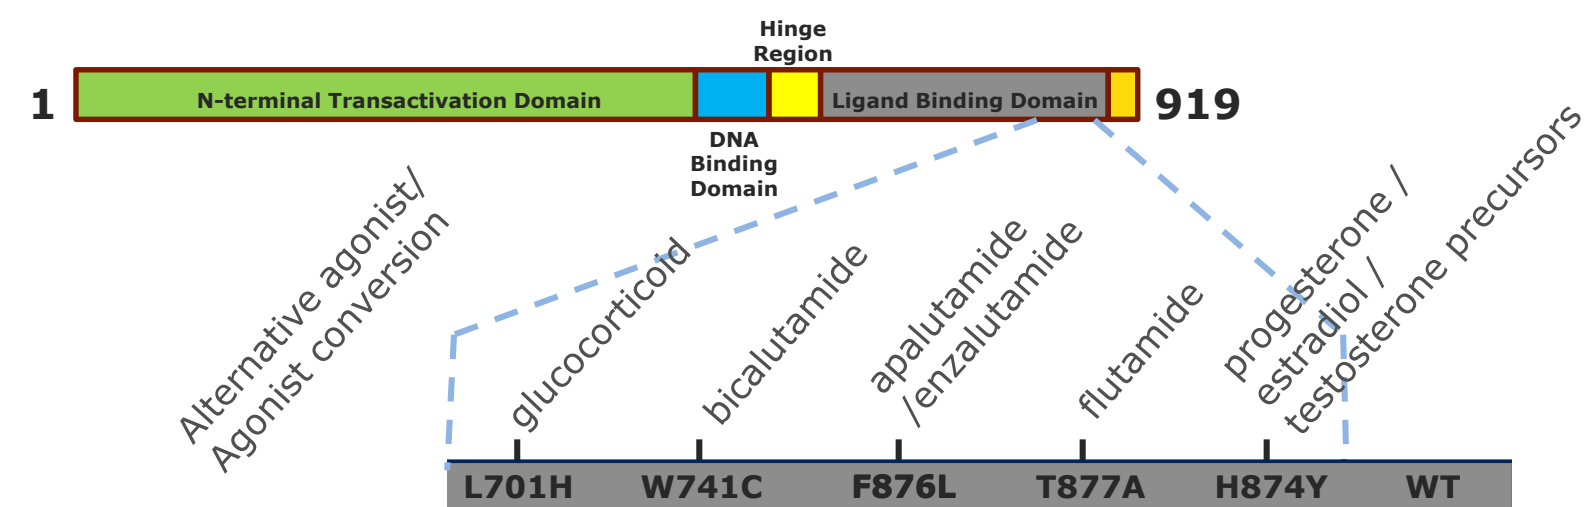 Hinge
Region
1
N-terminal Transactivation Domain
Ligand Binding Domain
919
DNA
Binding
Domain
Alternative agonist/
Agonist conversion
glucocorticoid
bicalutamide
apalutamide
/enzalutamide
flutamide
progesterone /
estradiol /
testosterone precursors
L701H
W741C
F876L
T877A
H874Y
WT